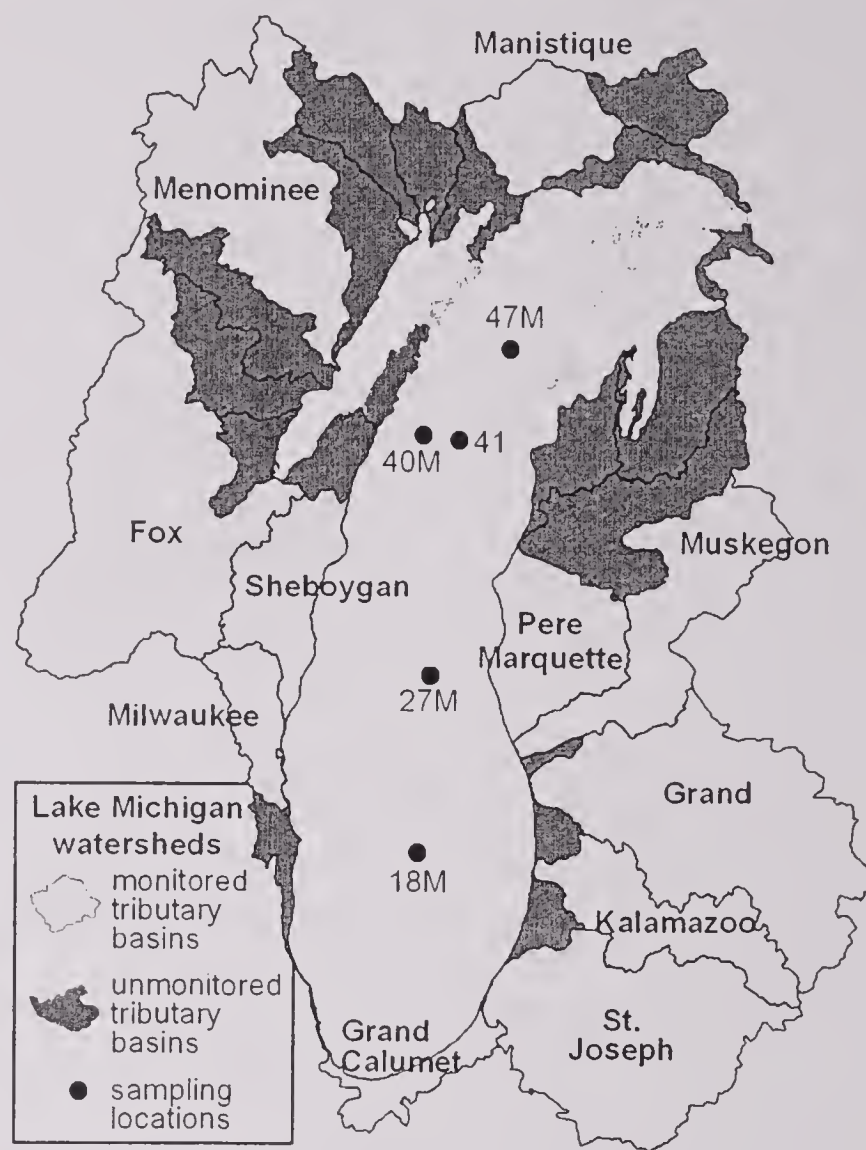 Manistique
Menominee
47M
40M
41
Fox
Muskegon
Sheboygan
Pere
Marquette
27M
Milwaukee
Grand
18M
Kalamazoo
St.
Joseph
Grand
Calumet
Lake Michigan
watersheds
monitored
tributary
basins
unmonitored
tributary
basins
sampling
locations